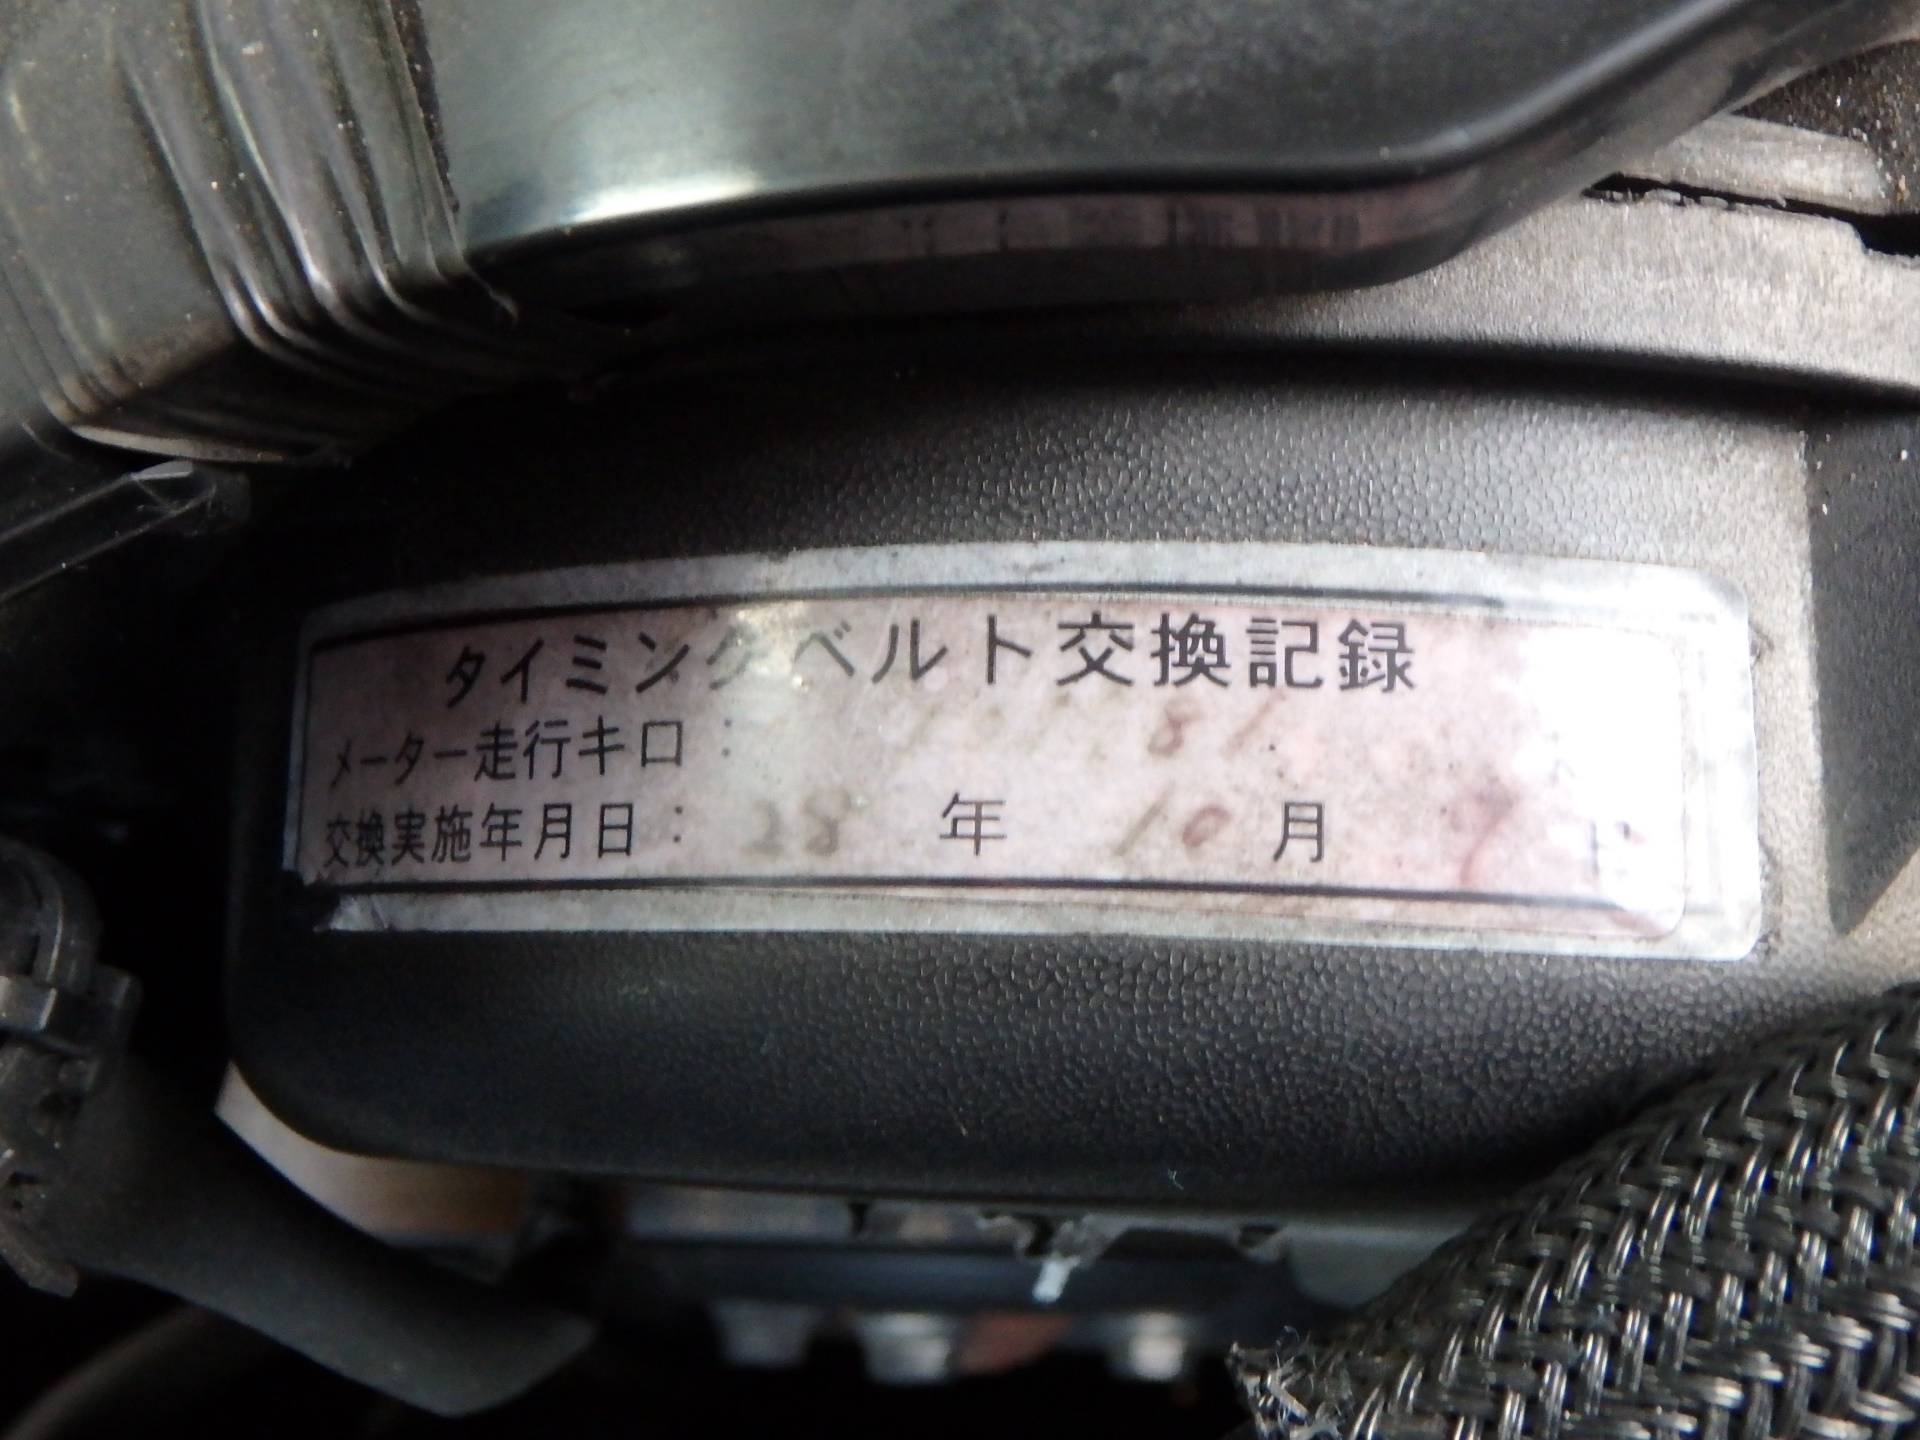 タイミングベルト交換記録
メーター走行キロ： 81
交換実施年月日： 28 年 10 月